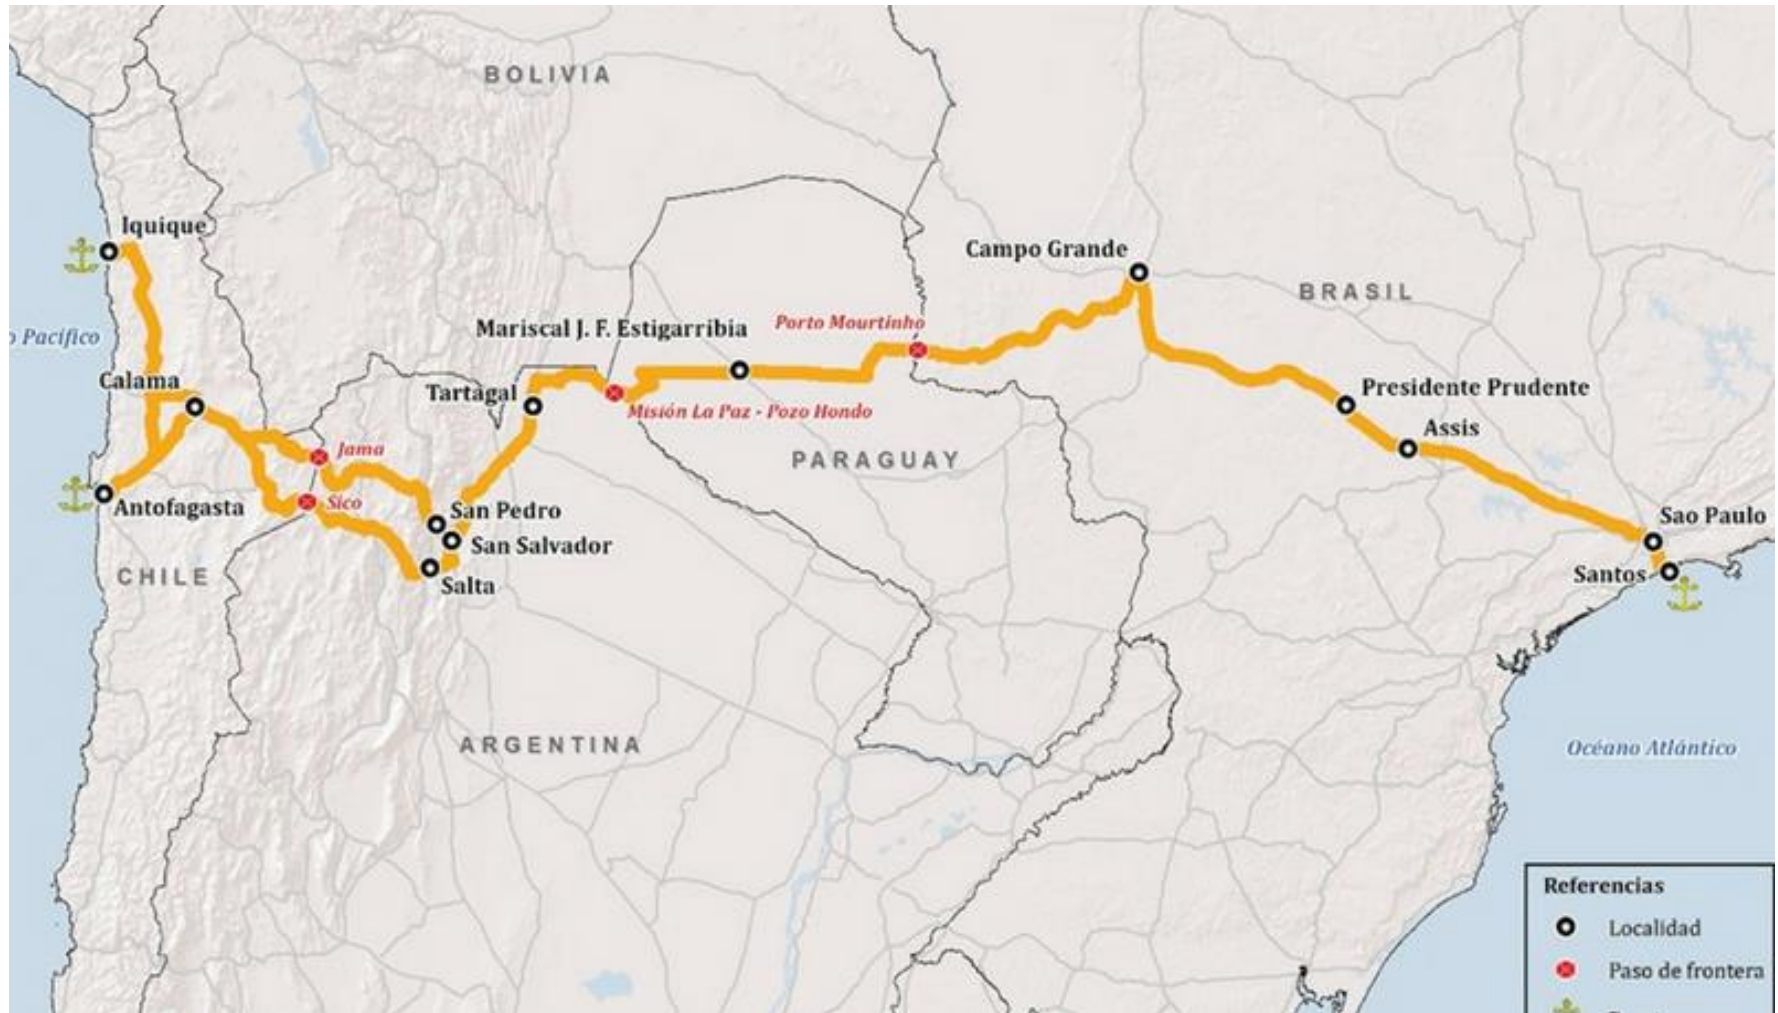 BOLIVIA
Iquique
Campo Grande
BRASIL
o Pacífico
Mariscal J. F. Estigarribia
Porto Mourtinho
Calama
Tartagal
Misión La Paz - Pozo Hondo
Presidente Prudente
Assis
Jama
PARAGUAY
Antofagasta
Sico
San Pedro
San Salvador
Sao Paulo
CHILE
Salta
Santos
ARGENTINA
Océano Atlántico
Referencias
Localidad
Paso de frontera